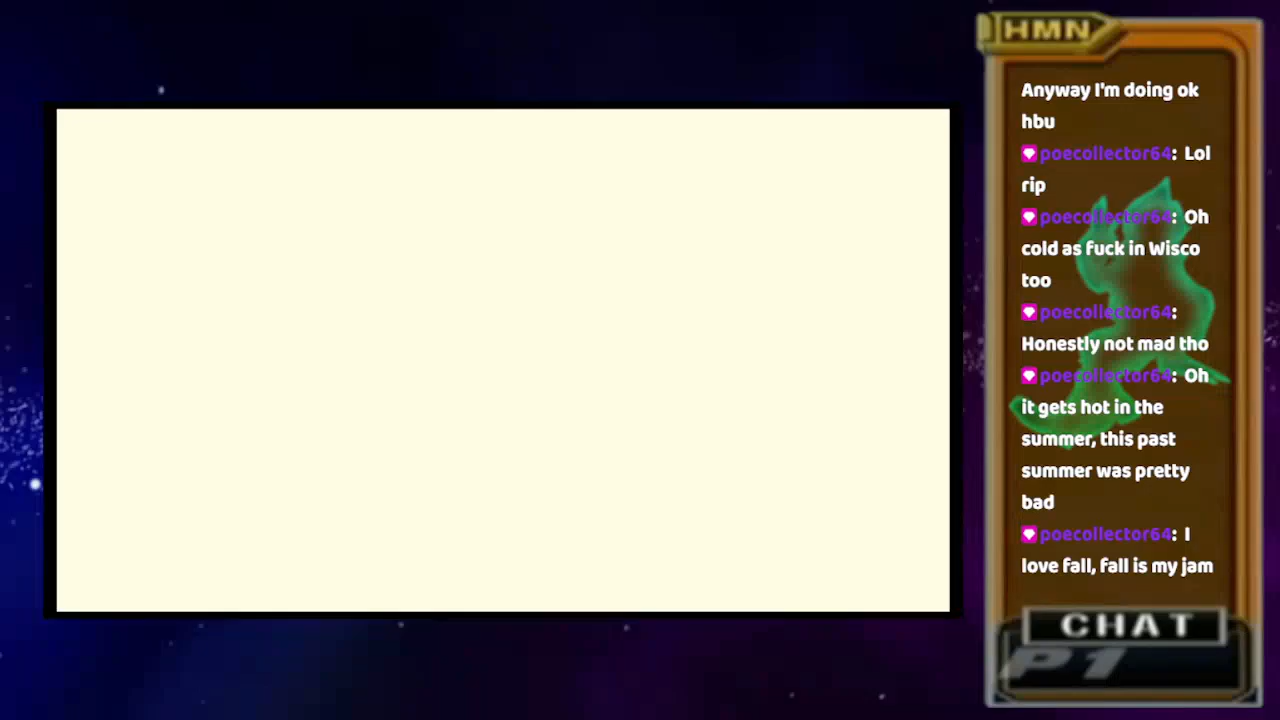 HMN
Anyway I'm doing ok
hbu
poecollector64: Lol
rip
poecollector64: Oh
cold as fuck in Wisco
too
poecollector64:
Honestly not mad tho
poecollector64: Oh
it gets hot in the
summer, this past
summer was pretty
bad
poecollector64: I
love fall, fall is my jam
CHAT
P1